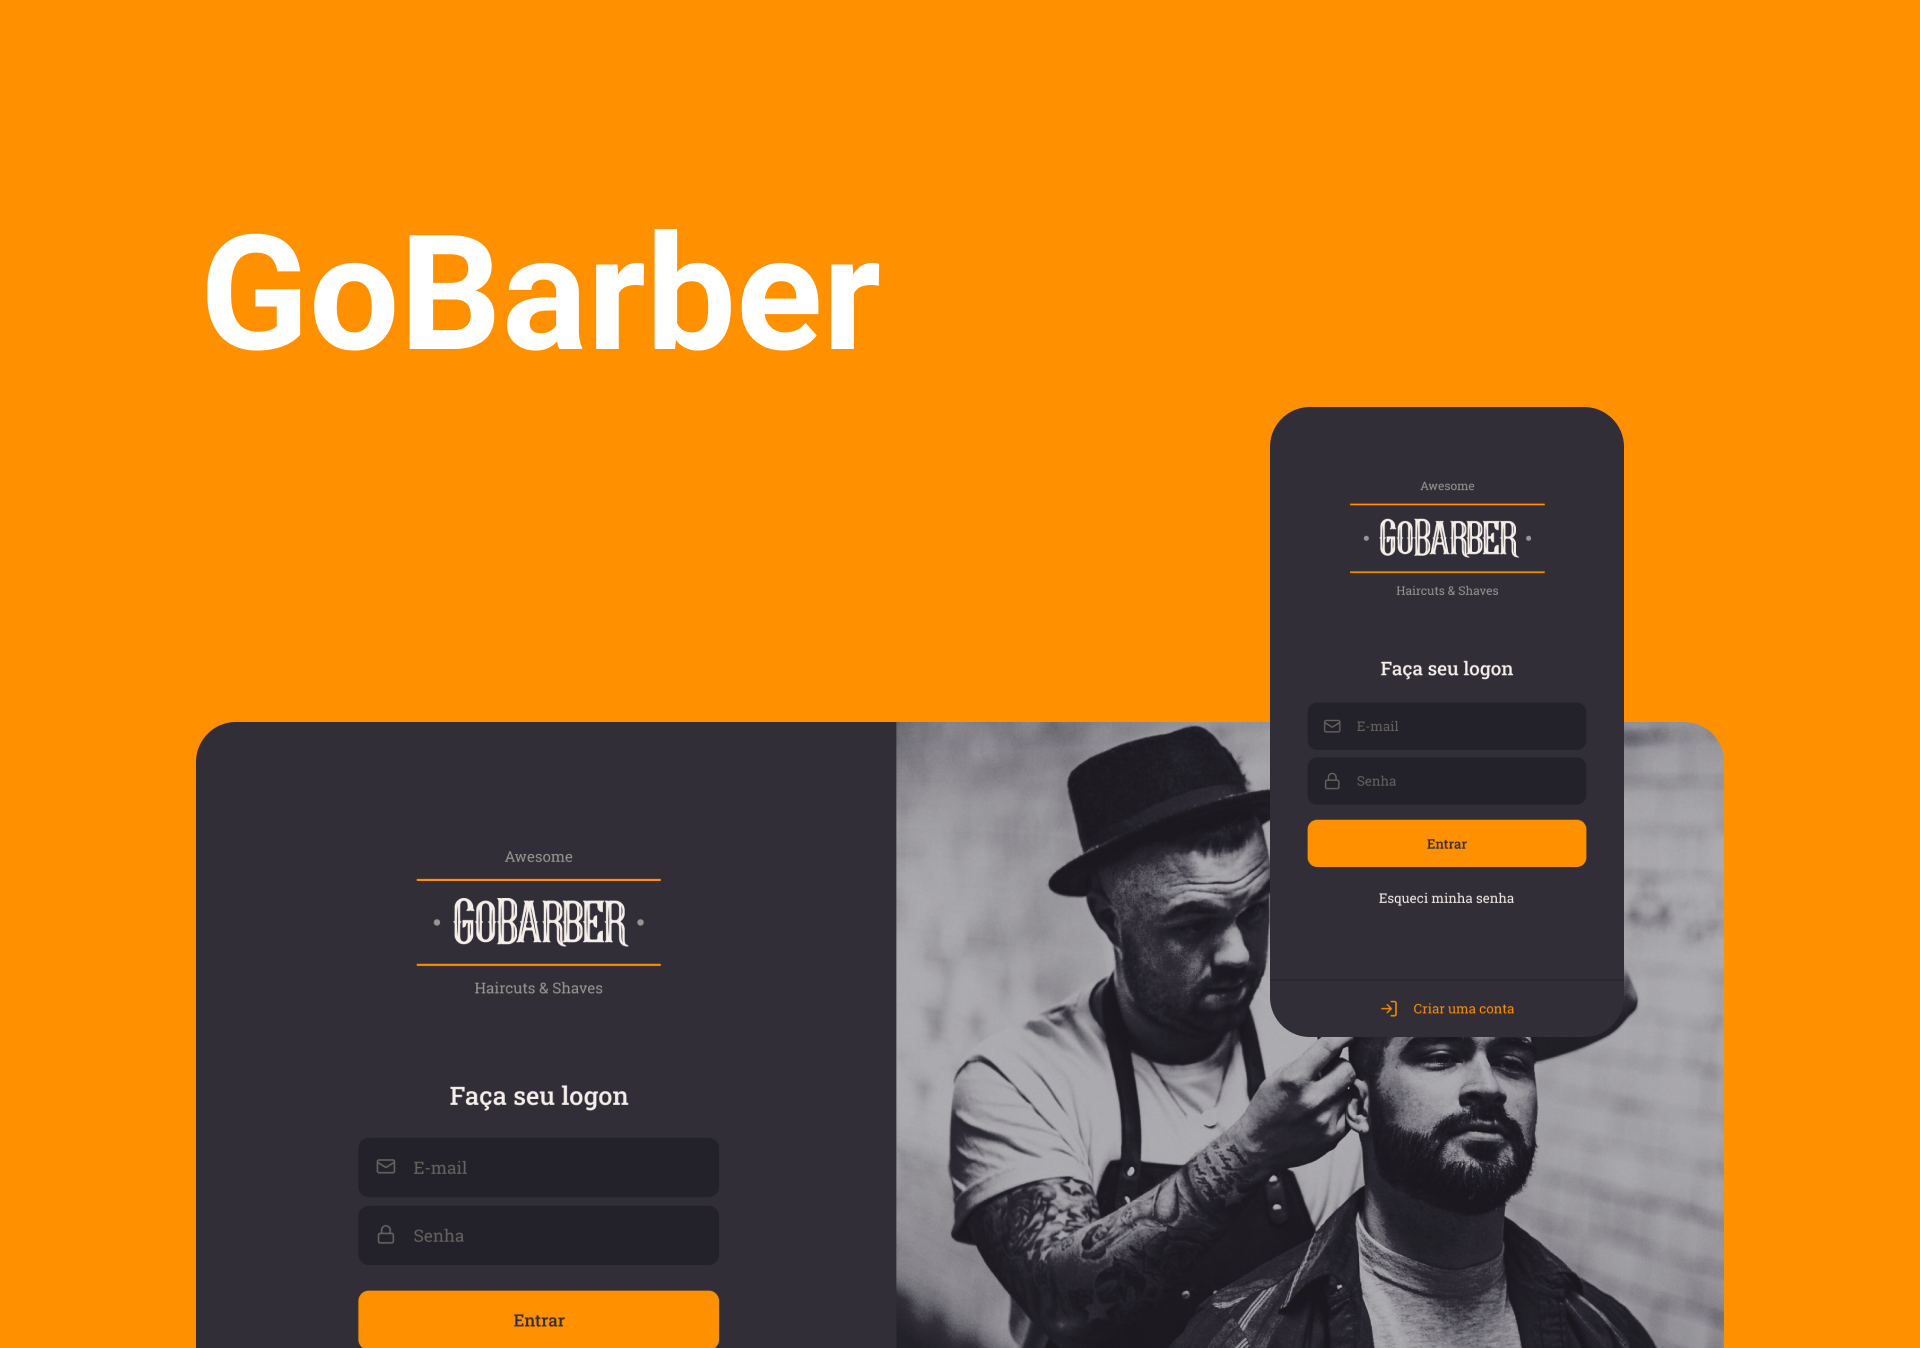 GoBarber
Awesome
GOBARBER
Haircuts & Shaves
Faça seu logon
E-mail
Senha
Entrar
Esqueci minha senha
Criar uma conta
Awesome
GOBARBER
Haircuts & Shaves
Faça seu logon
E-mail
Senha
Entrar